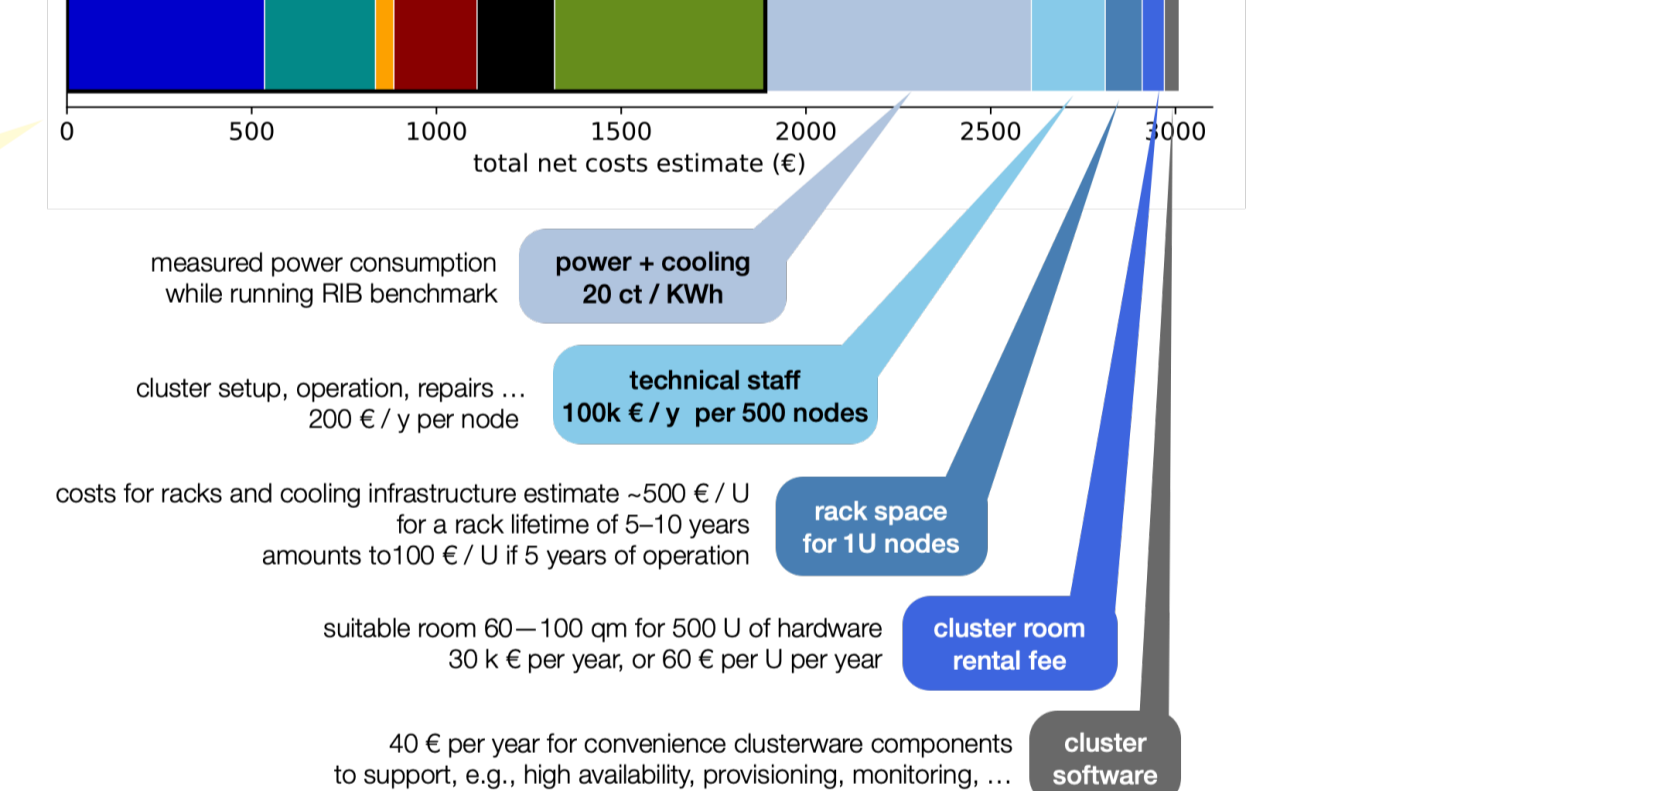 0 500 1000 1500 2000 2500 3000
total net costs estimate (€)
measured power consumption
while running RIB benchmark
power + cooling
20 ct / KWh
cluster setup, operation, repairs …
200 € / y per node
technical staff
100k € / y  per 500 nodes
costs for racks and cooling infrastructure estimate ~500 € / U
for a rack lifetime of 5–10 years
amounts to100 € / U if 5 years of operation
rack space
for 1U nodes
suitable room 60—100 qm for 500 U of hardware
30 k € per year, or 60 € per U per year
cluster room
rental fee
40 € per year for convenience clusterware components
to support, e.g., high availability, provisioning, monitoring, …
cluster
software